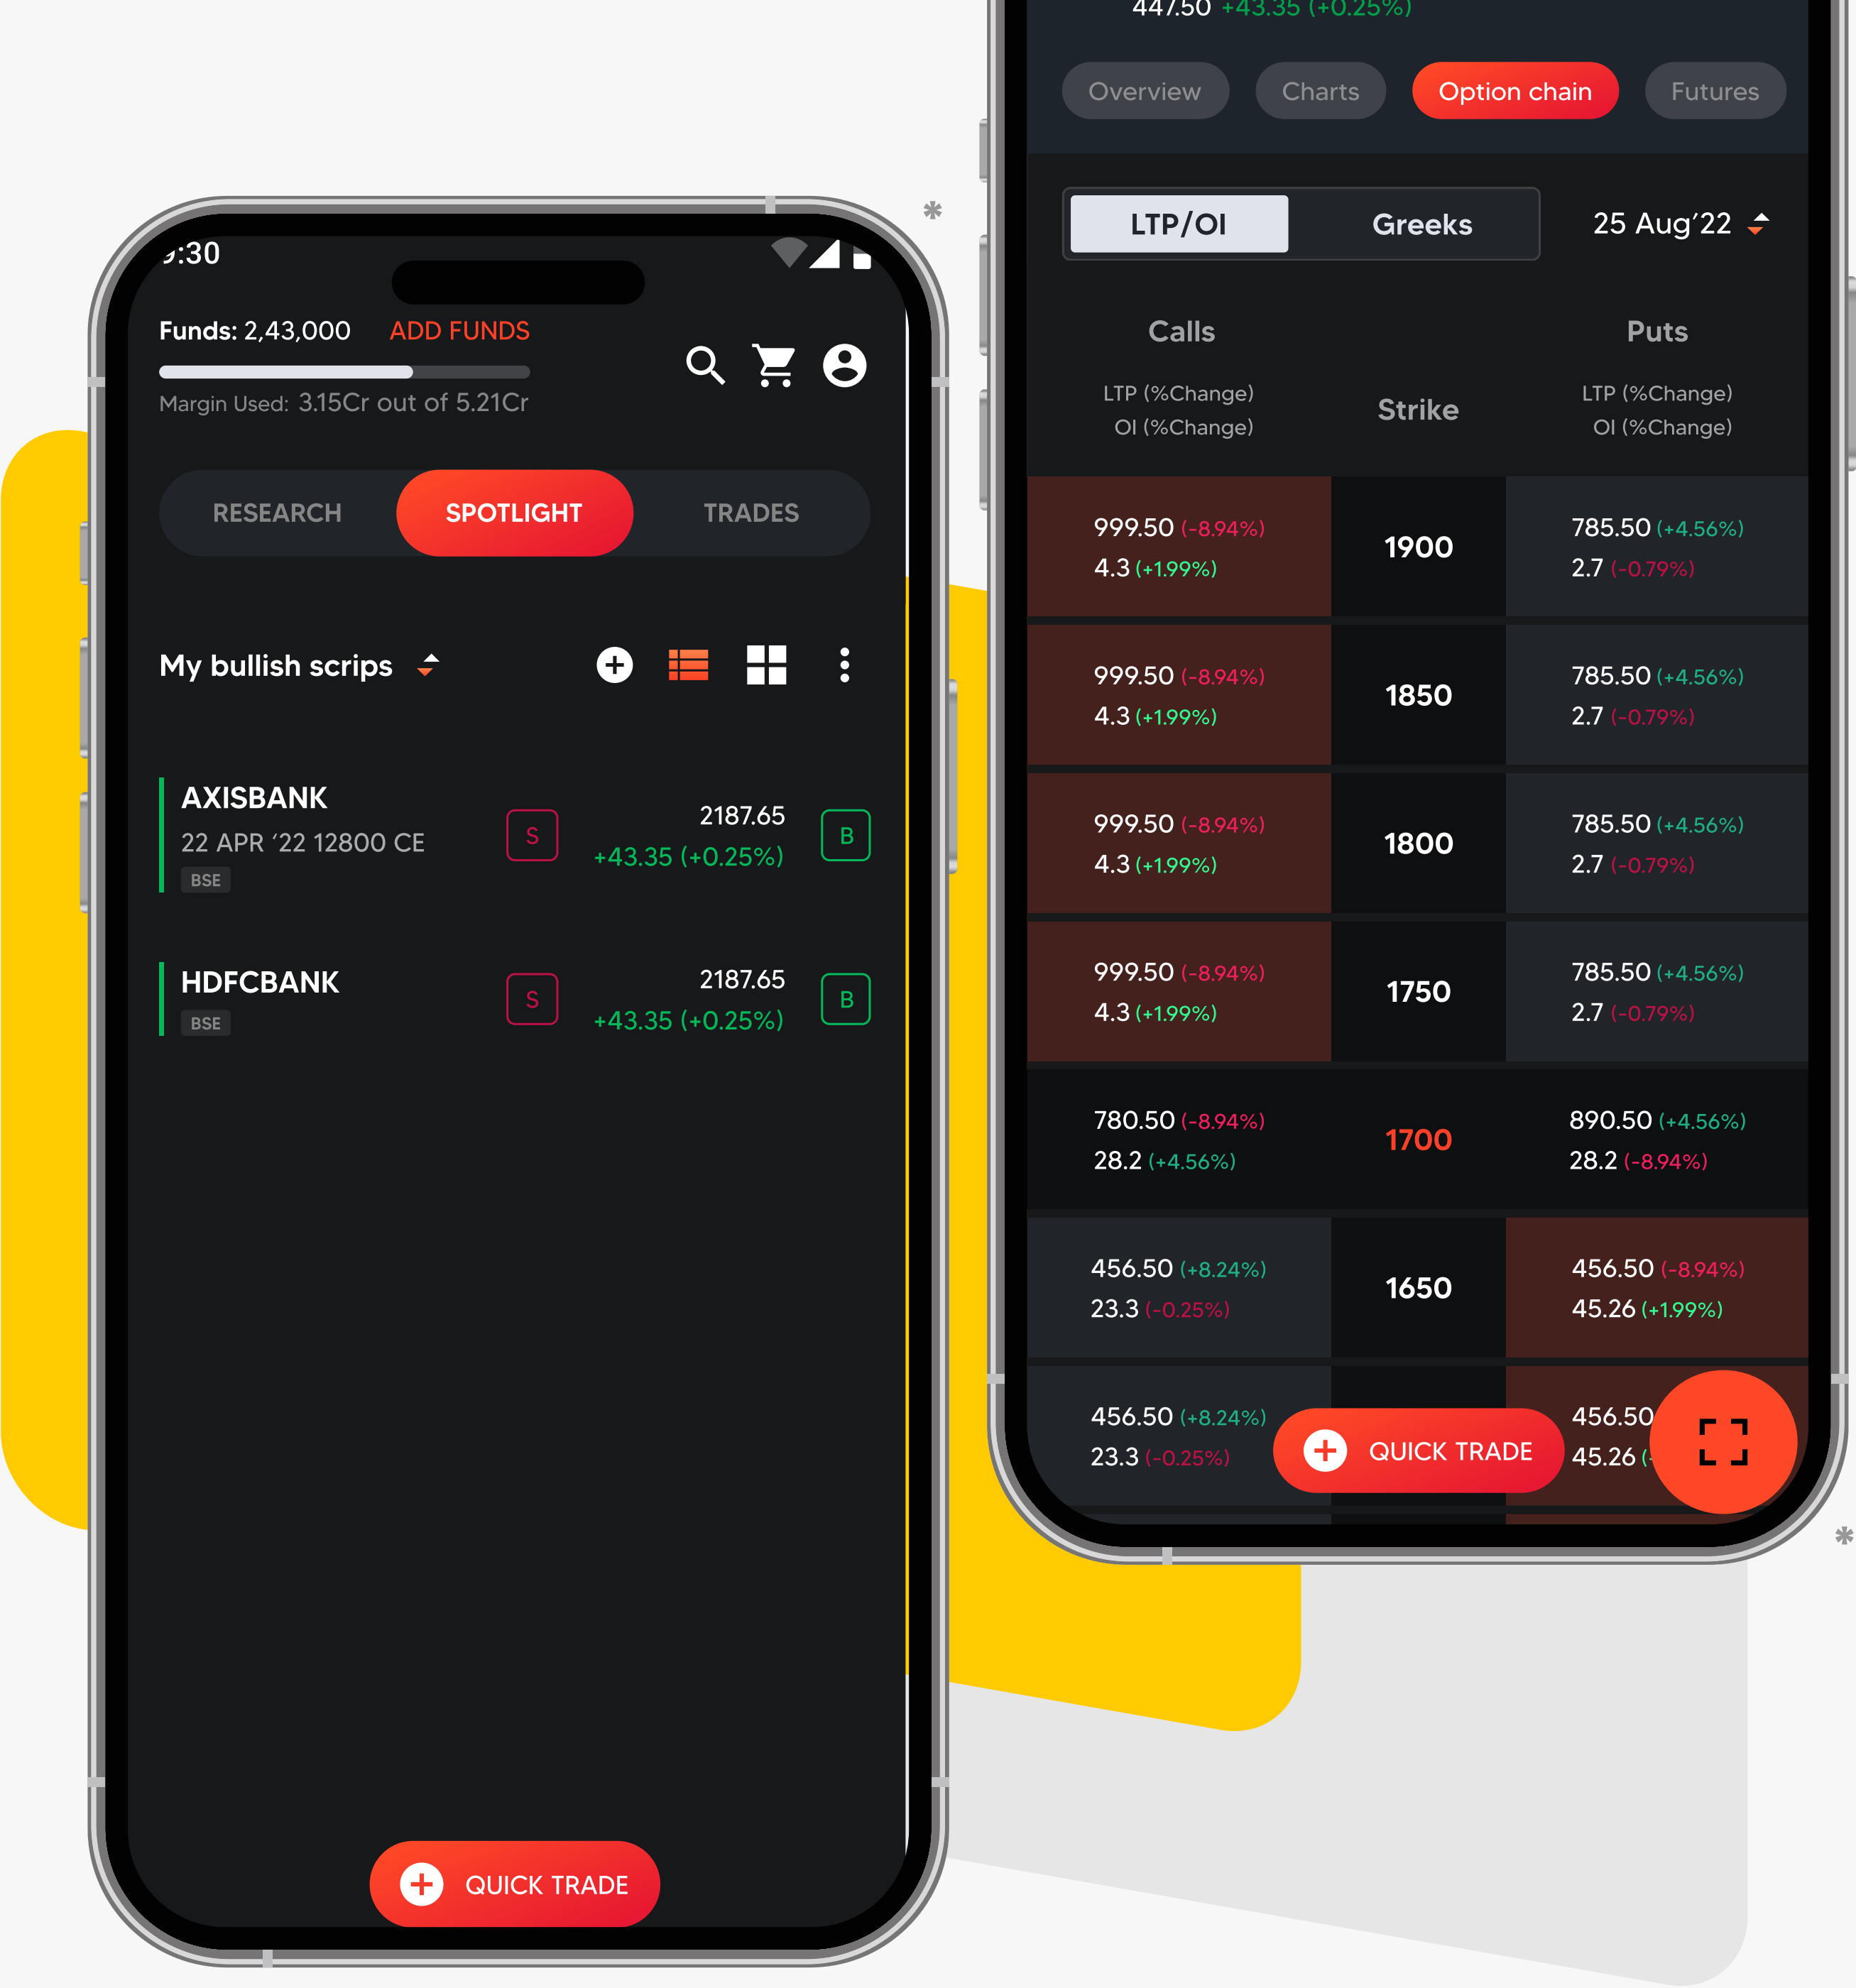 9:30
Funds: 2,43,000 ADD FUNDS
Margin Used: 3.15Cr out of 5.21Cr
RESEARCH SPOTLIGHT TRADES
My bullish scrips
AXISBANK
22 APR ‘22 12800 CE
BSE
S
2187.65
+43.35 (+0.25%)
B
HDFCBANK
BSE
S
2187.65
+43.35 (+0.25%)
B
QUICK TRADE
*
447.50 +43.35 (+0.25%)
Overview Charts Option chain Futures
LTP/OI Greeks 25 Aug’22
Calls Puts
LTP (%Change) LTP (%Change)
Strike
OI (%Change) OI (%Change)
999.50 (-8.94%) 785.50 (+4.56%)
1900
4.3 (+1.99%) 2.7 (-0.79%)
999.50 (-8.94%) 785.50 (+4.56%)
1850
4.3 (+1.99%) 2.7 (-0.79%)
999.50 (-8.94%) 785.50 (+4.56%)
1800
4.3 (+1.99%) 2.7 (-0.79%)
999.50 (-8.94%) 785.50 (+4.56%)
1750
4.3 (+1.99%) 2.7 (-0.79%)
780.50 (-8.94%) 890.50 (+4.56%)
1700
28.2 (+4.56%) 28.2 (-8.94%)
456.50 (+8.24%) 456.50 (-8.94%)
1650
23.3 (-0.25%) 45.26 (+1.99%)
456.50 (+8.24%) 456.50
QUICK TRADE
23.3 (-0.25%) 45.26
*